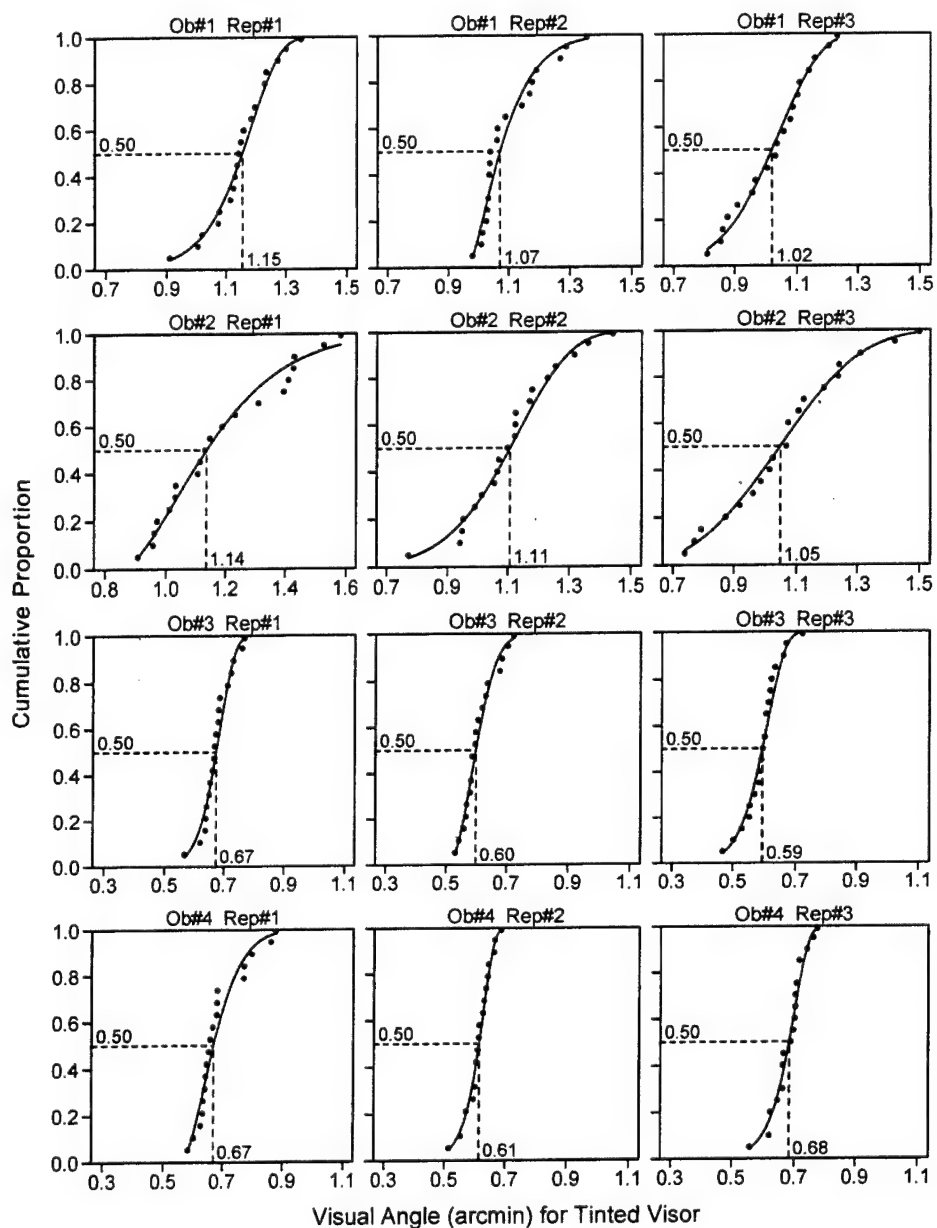 Ob#1 Rep#1 Ob#1 Rep#2 Ob#1 Rep#3
1.0
0.8
0.6
0.50 0.50 0.50
0.4
0.2
0.0 1.15 1.07 1.02
0.7 0.9 1.1 1.3 1.5 0.7 0.9 1.1 1.3 1.5 0.7 0.9 1.1 1.3 1.5
Ob#2 Rep#1 Ob#2 Rep#2 Ob#2 Rep#3
1.0
0.8
0.6
0.50 0.50 0.50
0.4
0.2
0.0 1.14 1.11 1.05
0.8 1.0 1.2 1.4 1.6 0.7 0.9 1.1 1.3 1.5 0.7 0.9 1.1 1.3 1.5
Cumulative Proportion
Ob#3 Rep#1 Ob#3 Rep#2 Ob#3 Rep#3
1.0
0.8
0.6
0.50 0.50 0.50
0.4
0.2
0.0 0.67 0.60 0.59
0.3 0.5 0.7 0.9 1.1 0.3 0.5 0.7 0.9 1.1 0.3 0.5 0.7 0.9 1.1
Ob#4 Rep#1 Ob#4 Rep#2 Ob#4 Rep#3
1.0
0.8
0.6
0.50 0.50 0.50
0.4
0.2
0.0 0.67 0.61 0.68
0.3 0.5 0.7 0.9 1.1 0.3 0.5 0.7 0.9 1.1 0.3 0.5 0.7 0.9 1.1
Visual Angle (arcmin) for Tinted Visor